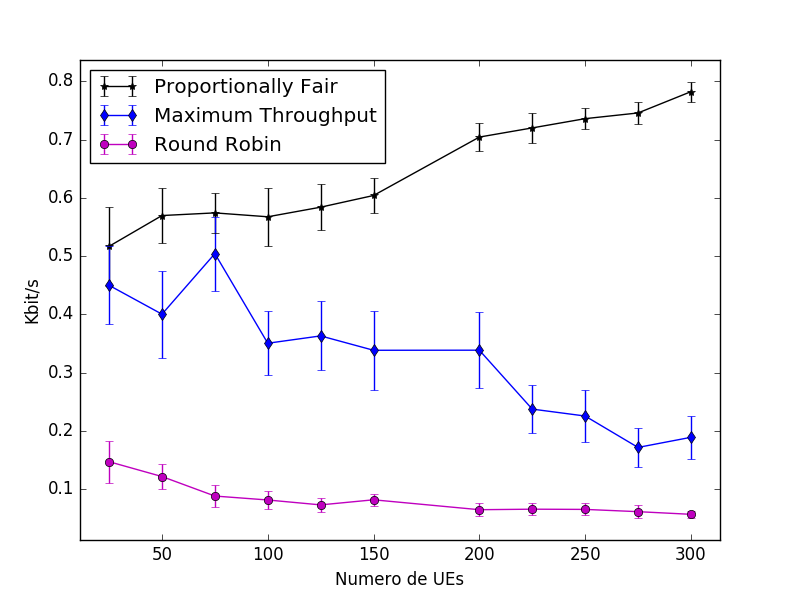 Proportionally Fair
Maximum Throughput
Round Robin
0.8
0.7
0.6
0.5
0.4
0.3
0.2
0.1
Kbit/s
50 100 150 200 250 300
Numero de UEs